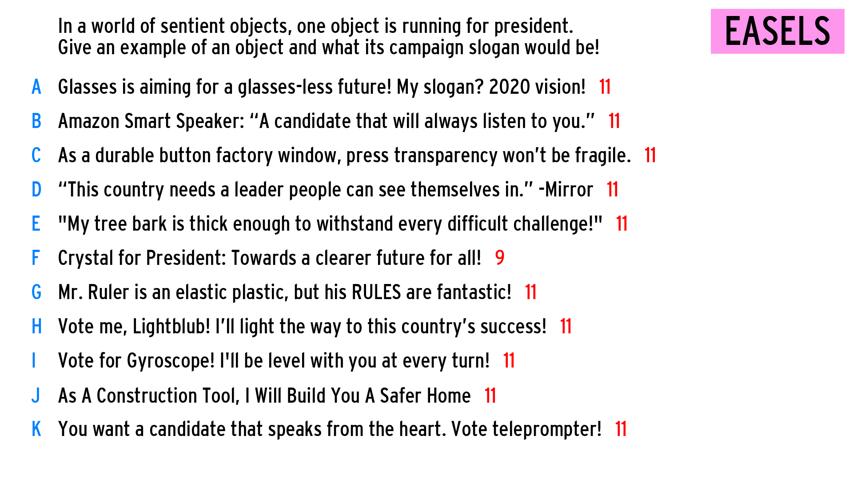 In a world of sentient objects, one object is running for president.
Give an example of an object and what its campaign slogan would be!
EASELS
A Glasses is aiming for a glasses-less future! My slogan? 2020 vision! 11
B Amazon Smart Speaker: “A candidate that will always listen to you.” 11
C As a durable button factory window, press transparency won’t be fragile. 11
D “This country needs a leader people can see themselves in.” -Mirror 11
E "My tree bark is thick enough to withstand every difficult challenge!" 11
F Crystal for President: Towards a clearer future for all! 9
G Mr. Ruler is an elastic plastic, but his RULES are fantastic! 11
H Vote me, Lightblub! I’ll light the way to this country’s success! 11
I Vote for Gyroscope! I'll be level with you at every turn! 11
J As A Construction Tool, I Will Build You A Safer Home 11
K You want a candidate that speaks from the heart. Vote teleprompter! 11